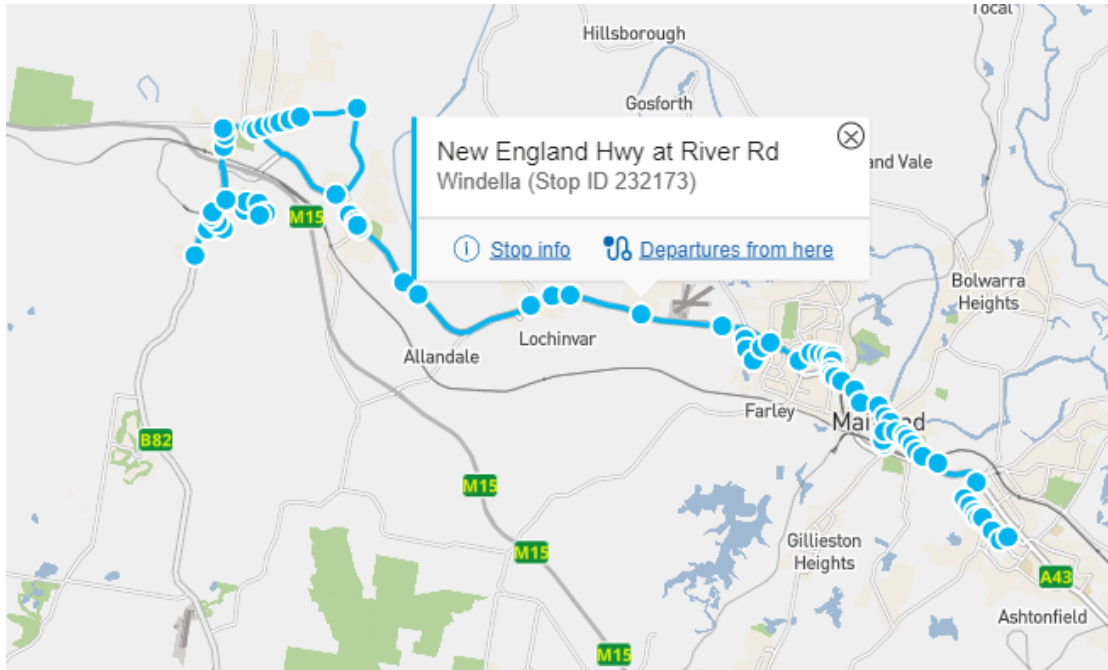 Tocal
Hillsborough
Gosforth
New England Hwy at River Rd
Windella (Stop ID 232173)
and Vale
M15
Stop info
Departures from here
Bolwarra
Heights
Lochinvar
Allandale
Farley
B82
M15
Gillieston
Heights
M15
A43
Ashtonfield
M15